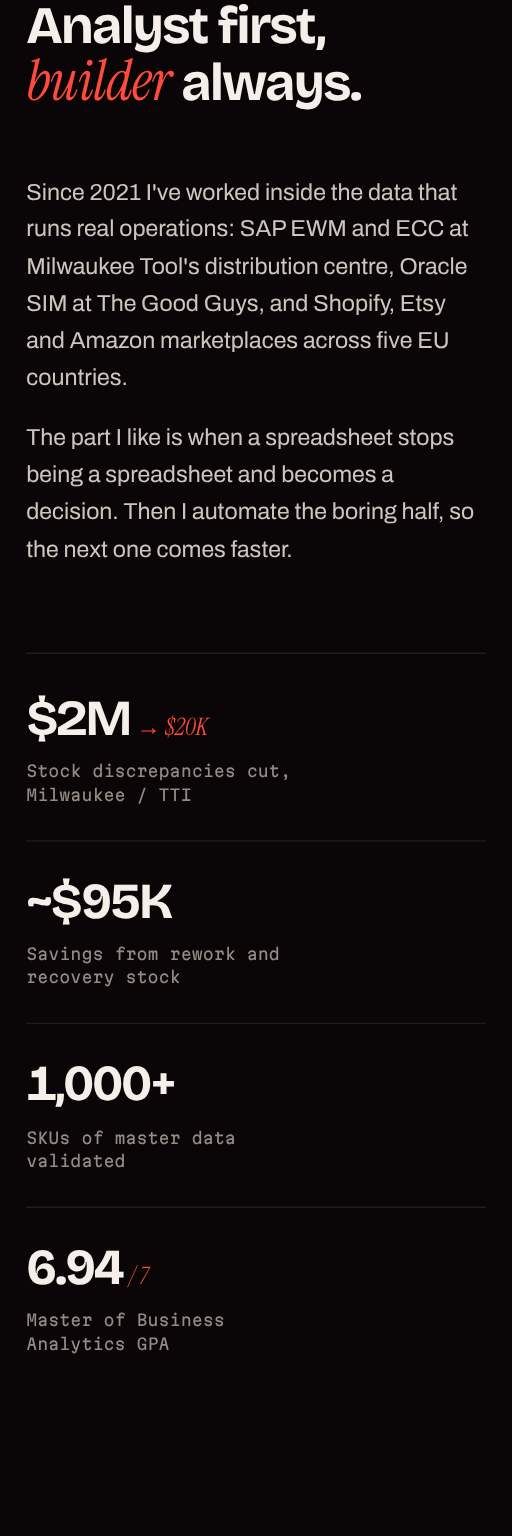 Analyst first,
builder always.
Since 2021 I've worked inside the data that
runs real operations: SAP EWM and ECC at
Milwaukee Tool's distribution centre, Oracle
SIM at The Good Guys, and Shopify, Etsy
and Amazon marketplaces across five EU
countries.
The part I like is when a spreadsheet stops
being a spreadsheet and becomes a
decision. Then I automate the boring half, so
the next one comes faster.
$2M → $20K
Stock discrepancies cut,
Milwaukee / TTI
~$95K
Savings from rework and
recovery stock
1,000+
SKUs of master data
validated
6.94 / 7
Master of Business
Analytics GPA